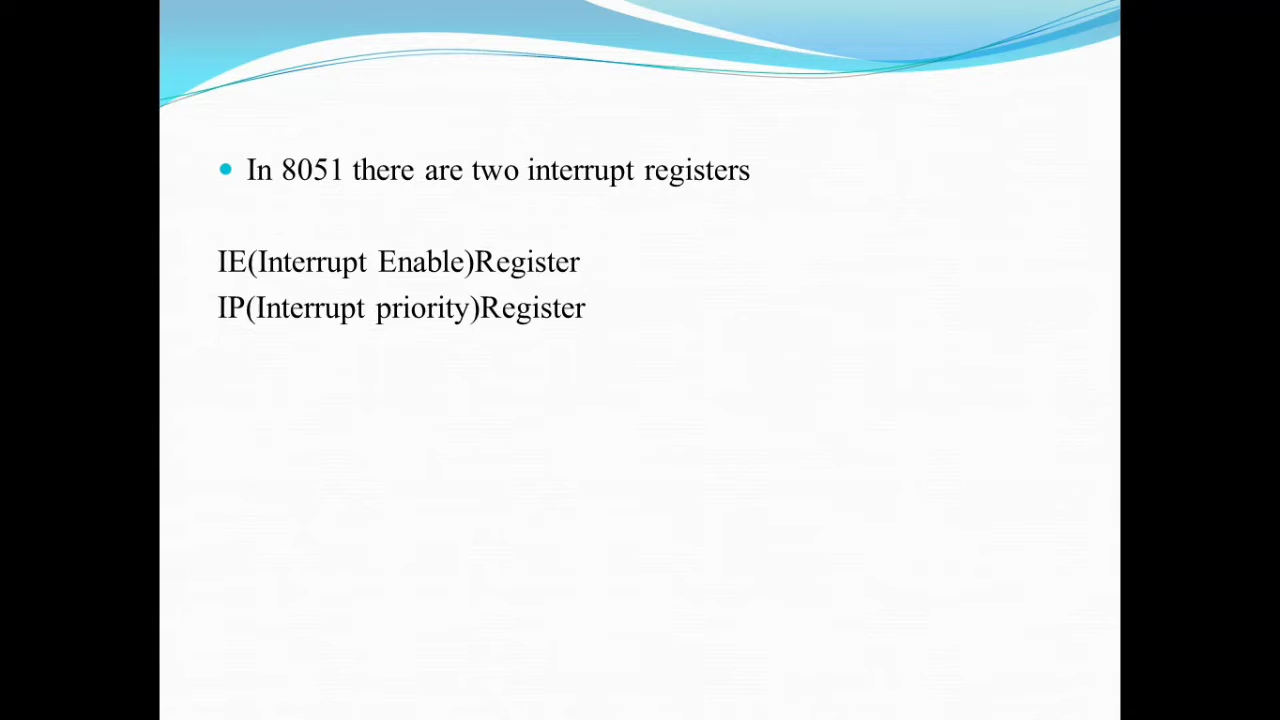 In 8051 there are two interrupt registers
IE(Interrupt Enable)Register
IP(Interrupt priority)Register